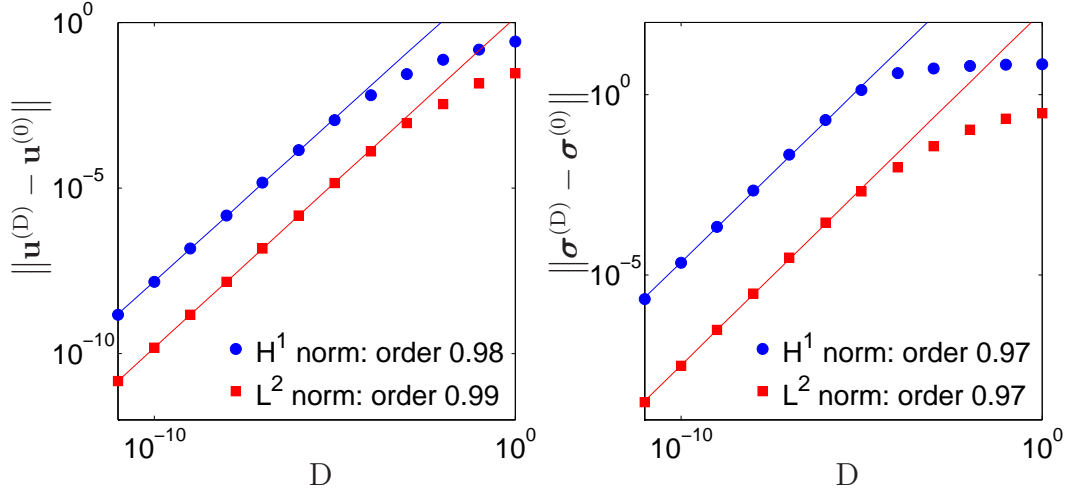 10^0
10^-5
10^-10
‖u^(D) − u^(0)‖
H^1 norm: order 0.98
L^2 norm: order 0.99
10^-10
10^0
D
10^0
10^-5
‖σ^(D) − σ^(0)‖
H^1 norm: order 0.97
L^2 norm: order 0.97
10^-10
10^0
D